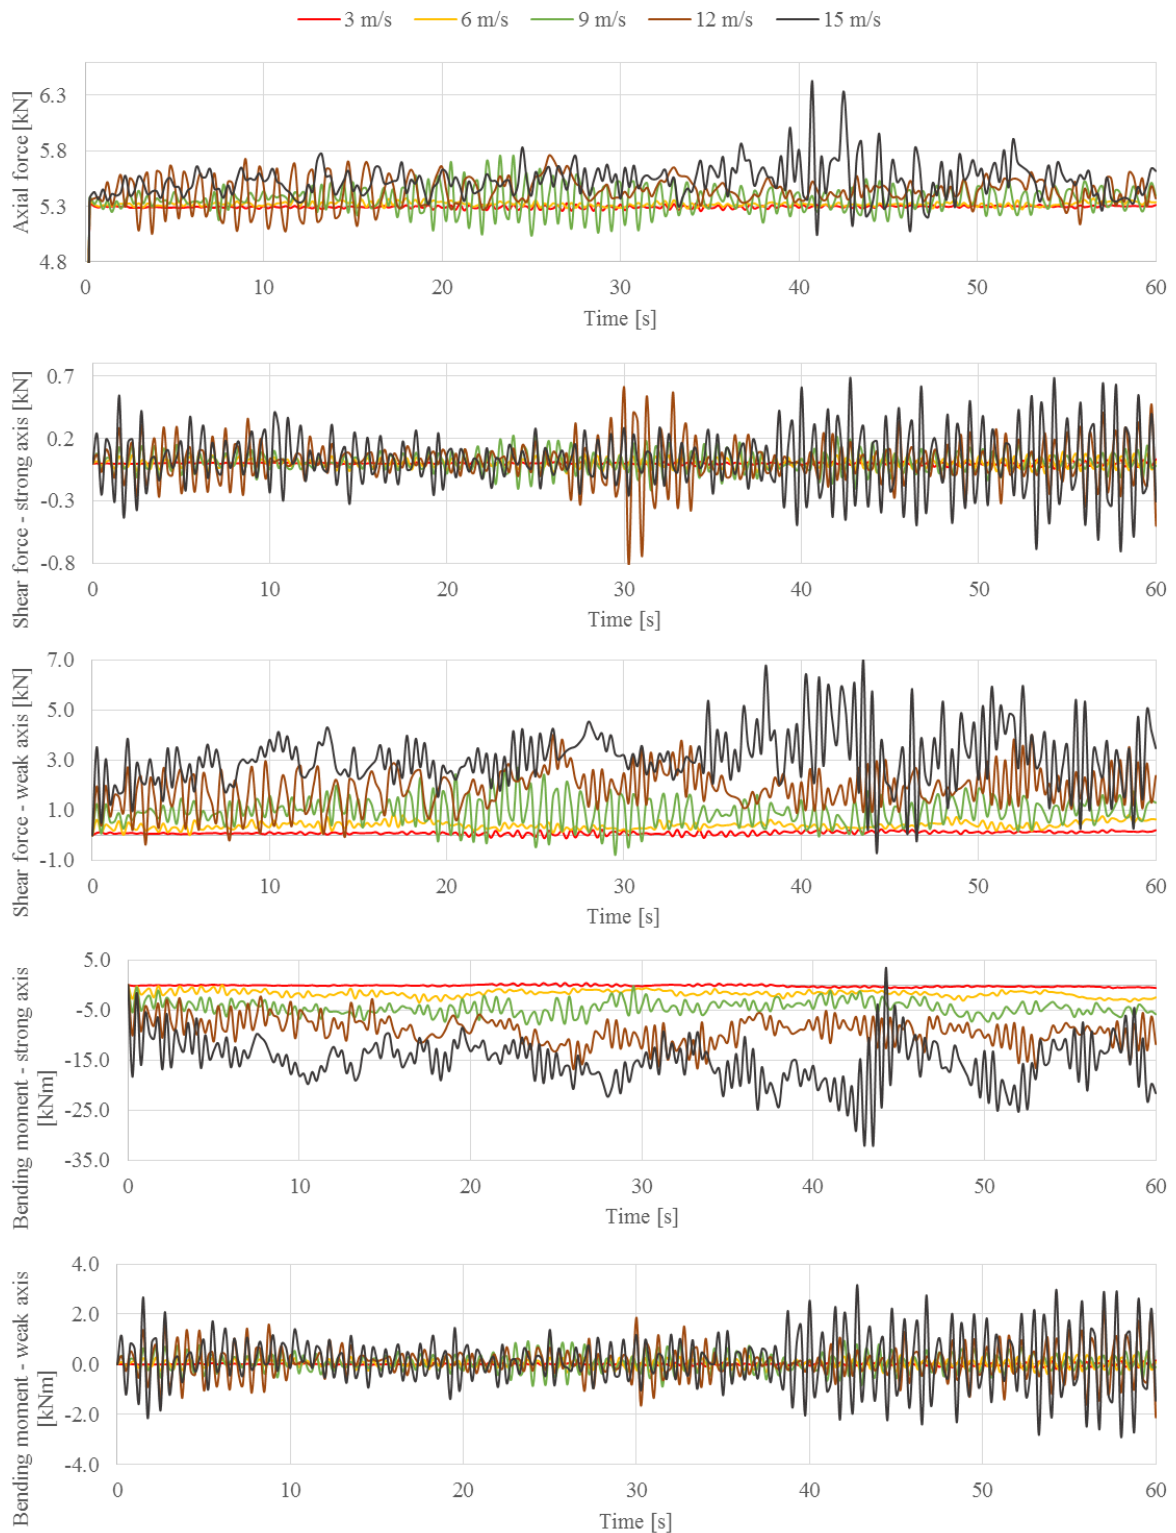 3 m/s 6 m/s 9 m/s 12 m/s 15 m/s
Axial force [kN]
6.3
5.8
5.3
4.8
0 10 20 30 40 50 60
Time [s]
Shear force - strong axis [kN]
0.7
0.2
-0.3
-0.8
0 10 20 30 40 50 60
Time [s]
Shear force - weak axis [kN]
7.0
5.0
3.0
1.0
-1.0
0 10 20 30 40 50 60
Time [s]
Bending moment - strong axis
[kNm]
5.0
-5.0
-15.0
-25.0
-35.0
0 10 20 30 40 50 60
Time [s]
Bending moment - weak axis
[kNm]
4.0
2.0
0.0
-2.0
-4.0
0 10 20 30 40 50 60
Time [s]